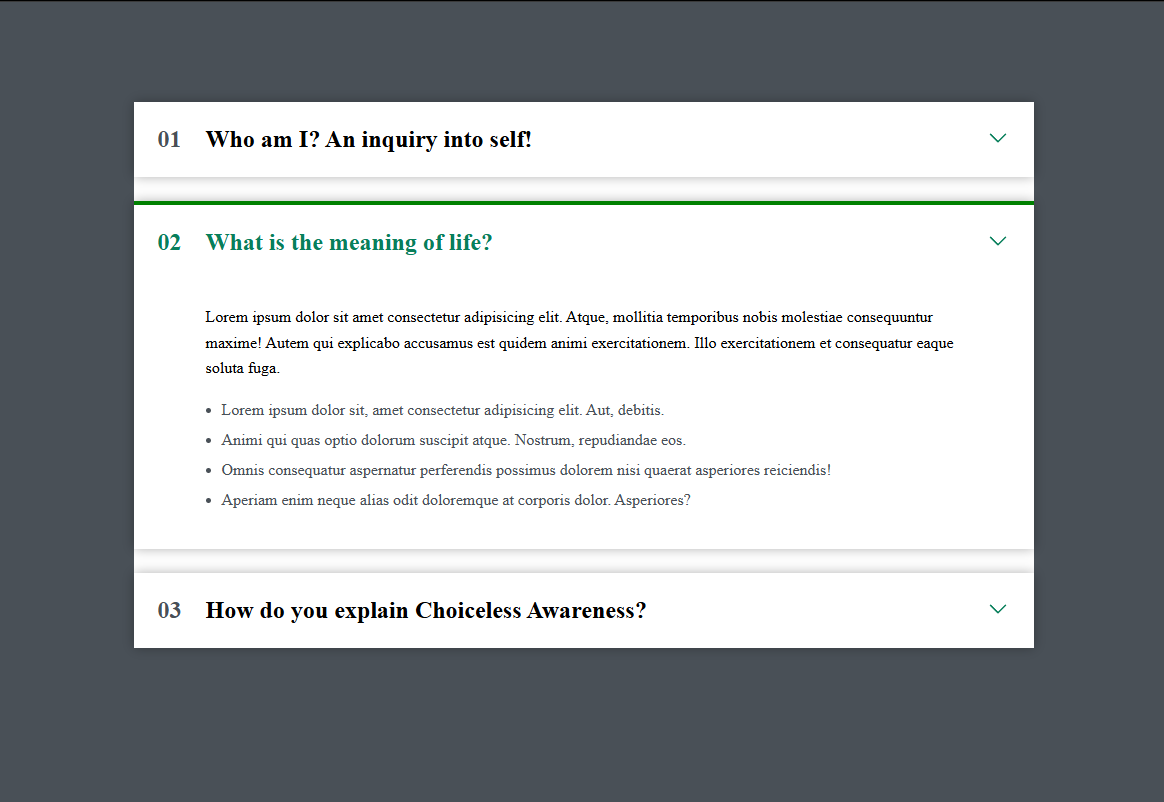 01 Who am I? An inquiry into self!
02 What is the meaning of life?
Lorem ipsum dolor sit amet consectetur adipisicing elit. Atque, mollitia temporibus nobis molestiae consequuntur
maxime! Autem qui explicabo accusamus est quidem animi exercitationem. Illo exercitationem et consequatur eaque
soluta fuga.
• Lorem ipsum dolor sit, amet consectetur adipisicing elit. Aut, debitis.
• Animi qui quas optio dolorum suscipit atque. Nostrum, repudiandae eos.
• Omnis consequatur aspernatur perferendis possimus dolorem nisi quaerat asperiores reiciendis!
• Aperiam enim neque alias odit doloremque at corporis dolor. Asperiores?
03 How do you explain Choiceless Awareness?